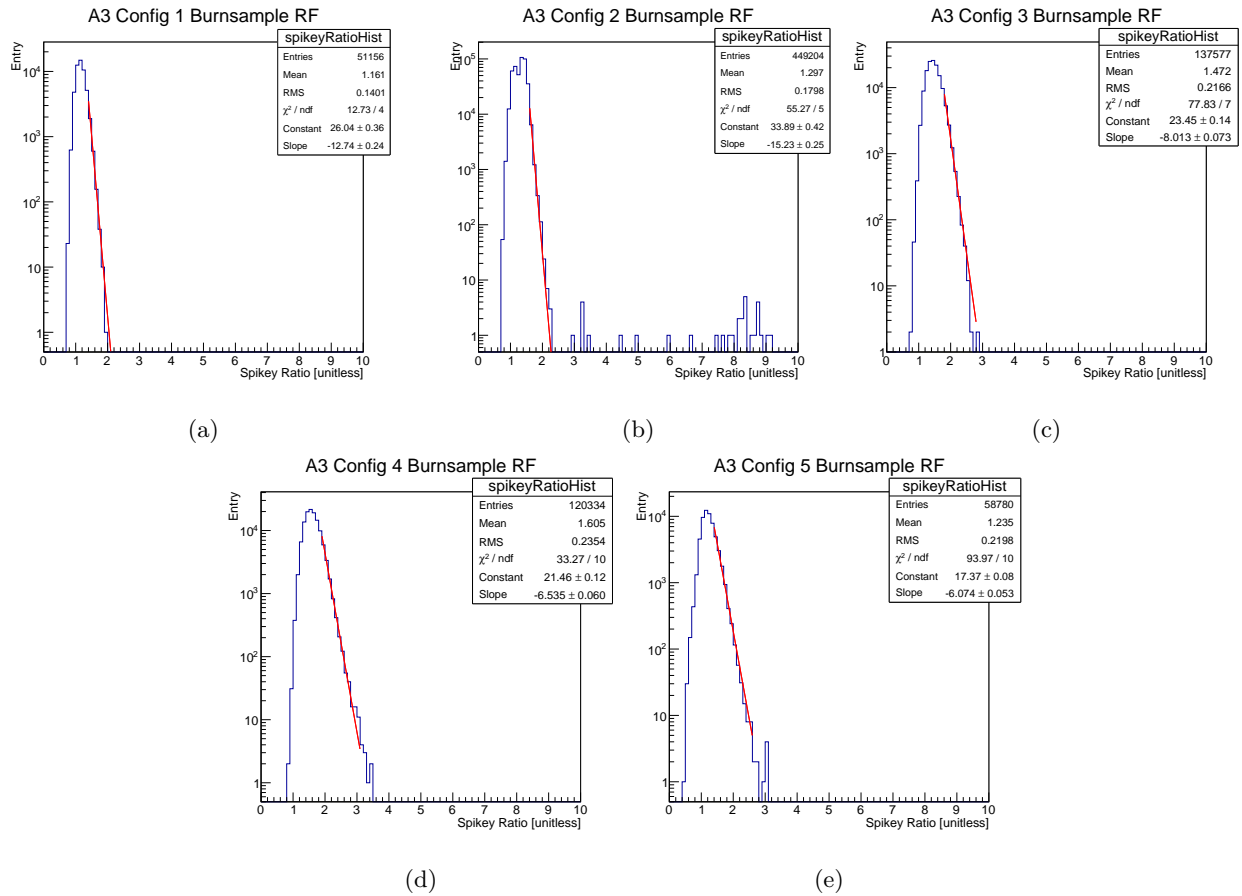 A3 Config 1 Burnsample RF
Entry
spikeyRatioHist
Entries 51156
Mean 1.161
RMS 0.1401
χ² / ndf 12.73 / 4
Constant 26.04 ± 0.36
Slope -12.74 ± 0.24
10⁴
10³
10²
10
1
0 1 2 3 4 5 6 7 8 9 10
Spikey Ratio [unitless]
(a)
A3 Config 2 Burnsample RF
Entry
spikeyRatioHist
Entries 449204
Mean 1.297
RMS 0.1798
χ² / ndf 55.27 / 5
Constant 33.89 ± 0.42
Slope -15.23 ± 0.25
10⁵
10⁴
10³
10²
10
1
0 1 2 3 4 5 6 7 8 9 10
Spikey Ratio [unitless]
(b)
A3 Config 3 Burnsample RF
Entry
spikeyRatioHist
Entries 137577
Mean 1.472
RMS 0.2166
χ² / ndf 77.83 / 7
Constant 23.45 ± 0.14
Slope -8.013 ± 0.073
10⁴
10³
10²
10
1
0 1 2 3 4 5 6 7 8 9 10
Spikey Ratio [unitless]
(c)
A3 Config 4 Burnsample RF
Entry
spikeyRatioHist
Entries 120334
Mean 1.605
RMS 0.2354
χ² / ndf 33.27 / 10
Constant 21.46 ± 0.12
Slope -6.535 ± 0.060
10⁴
10³
10²
10
1
0 1 2 3 4 5 6 7 8 9 10
Spikey Ratio [unitless]
(d)
A3 Config 5 Burnsample RF
Entry
spikeyRatioHist
Entries 58780
Mean 1.235
RMS 0.2198
χ² / ndf 93.97 / 10
Constant 17.37 ± 0.08
Slope -6.074 ± 0.053
10⁴
10³
10²
10
1
0 1 2 3 4 5 6 7 8 9 10
Spikey Ratio [unitless]
(e)